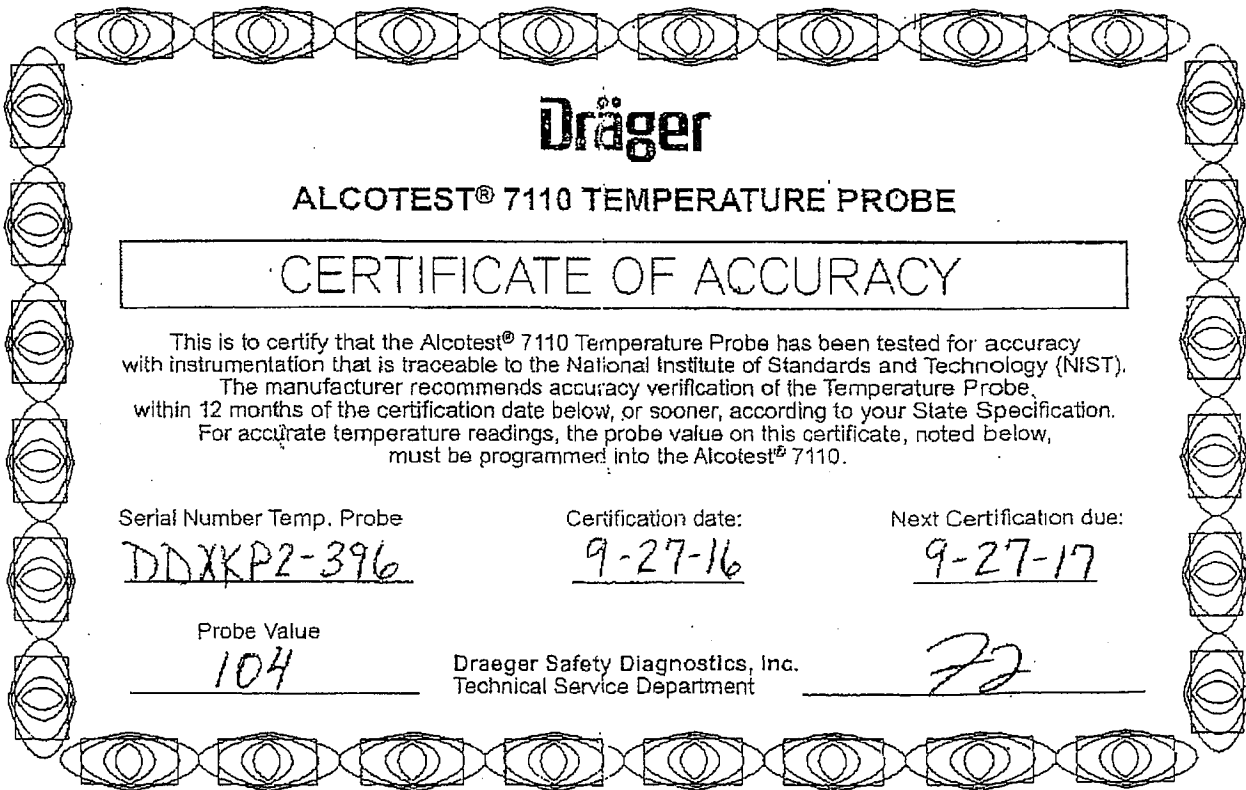 Dräger
ALCOTEST® 7110 TEMPERATURE PROBE
CERTIFICATE OF ACCURACY
This is to certify that the Alcotest® 7110 Temperature Probe has been tested for accuracy
with instrumentation that is traceable to the National Institute of Standards and Technology (NIST).
The manufacturer recommends accuracy verification of the Temperature Probe,
within 12 months of the certification date below, or sooner, according to your State Specification.
For accurate temperature readings, the probe value on this certificate, noted below,
must be programmed into the Alcotest® 7110.
Serial Number Temp. Probe
DDXKP2-396
Certification date:
9-27-16
Next Certification due:
9-27-17
Probe Value
104
Draeger Safety Diagnostics, Inc.
Technical Service Department